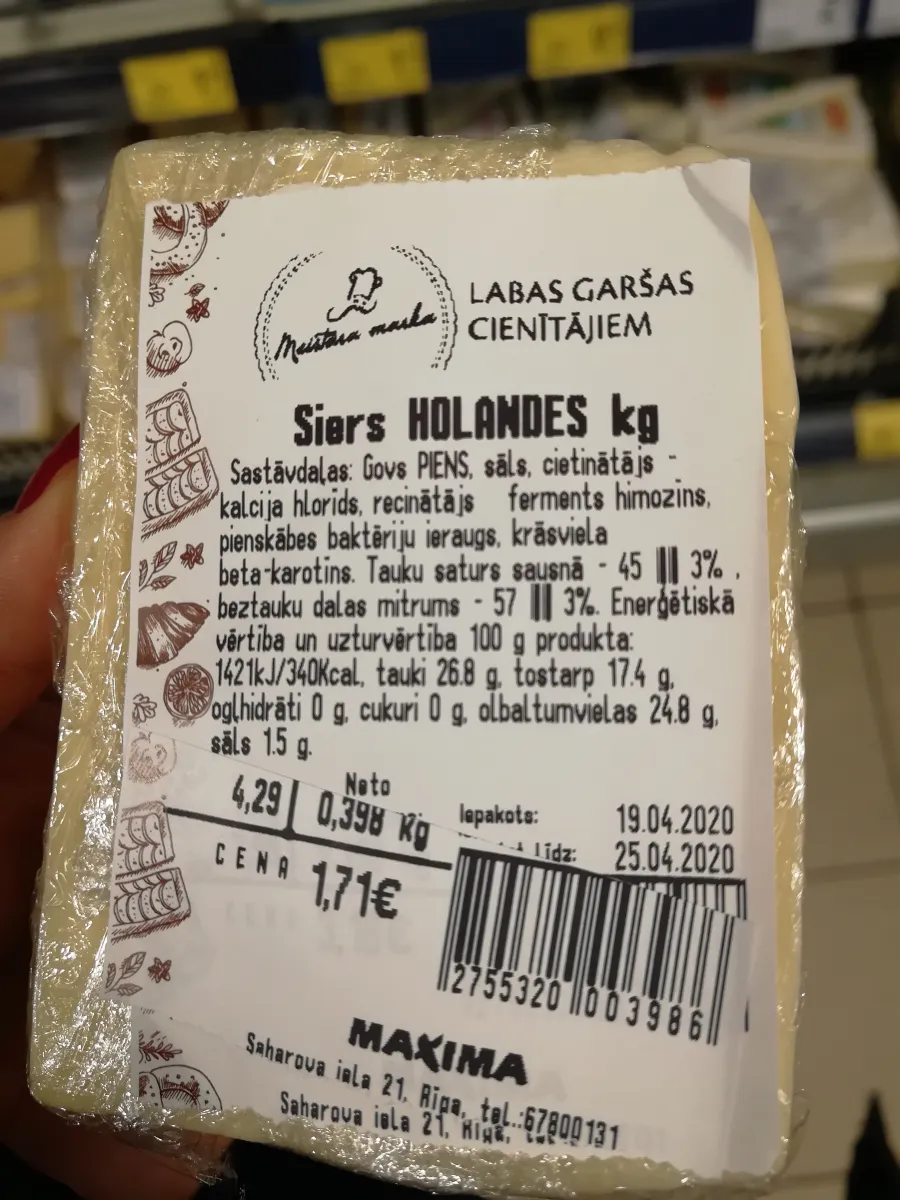 Meistara marka
LABAS GARŠAS
CIENĪTĀJIEM
Siers HOLANDES kg
Sastāvdaļas: Govs PIENS, sāls, cietinātājs -
kalcija hlorīds, recinātājs ferments himozīns,
pienskābes baktēriju ieraugs, krāsviela
beta-karotīns. Tauku saturs sausnā - 45 3%,
beztauku daļas mitrums - 57 3%. Enerģētiskā
vērtība un uzturvērtība 100 g produkta:
1421kJ/340Kcal, tauki 26.8 g, tostarp 17.4 g,
ogļhidrāti 0 g, cukuri 0 g, olbaltumvielas 24.8 g,
sāls 1.5 g.
Neto
4,29 0,398 kg
Iepakots: 19.04.2020
līdz: 25.04.2020
CENA 1,71€
2755320 003986
MAXIMA
Saharova iela 21, Rīga, tel.:67800131
Saharova iela 21, Rīga,